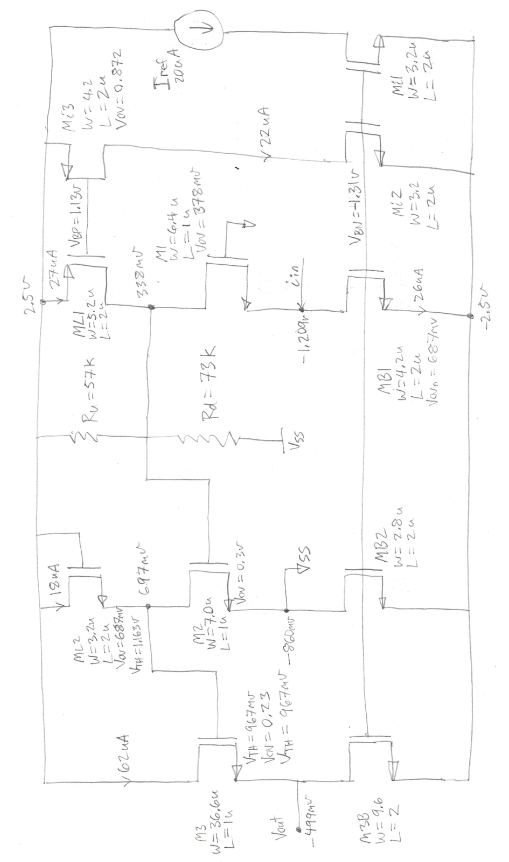 2.5V
M3
W=36.6u
L=1u
62uA
VTH=967mV
VOV=0.23
VTH=967mV
Vout
-499mV
M3B
W=9.6
L=2
ML2
W=3.2u
L=2u
VOV=687mV
VTH=1.165V
18uA
697mV
M2
W=7.0u
L=1u
VOV=0.3V
-860mV
VSS
MB2
W=2.8u
L=2u
Ru=57K
Rd=73K
VSS
27uA
ML1
W=5.2u
L=2u
VBP=1.13V
338mV
M1
W=6.4u
L=1u
VOV=378mV
iin
-1.209v
VBN=-1.31V
MB1
W=4.2u
L=2u
VOVn=687mV
26uA
-2.5V
Mi3
W=4.2
L=2u
VOV=0.872
22uA
Mi2
W=3.2
L=2u
Iref
20uA
Mi1
W=3.2u
L=2u